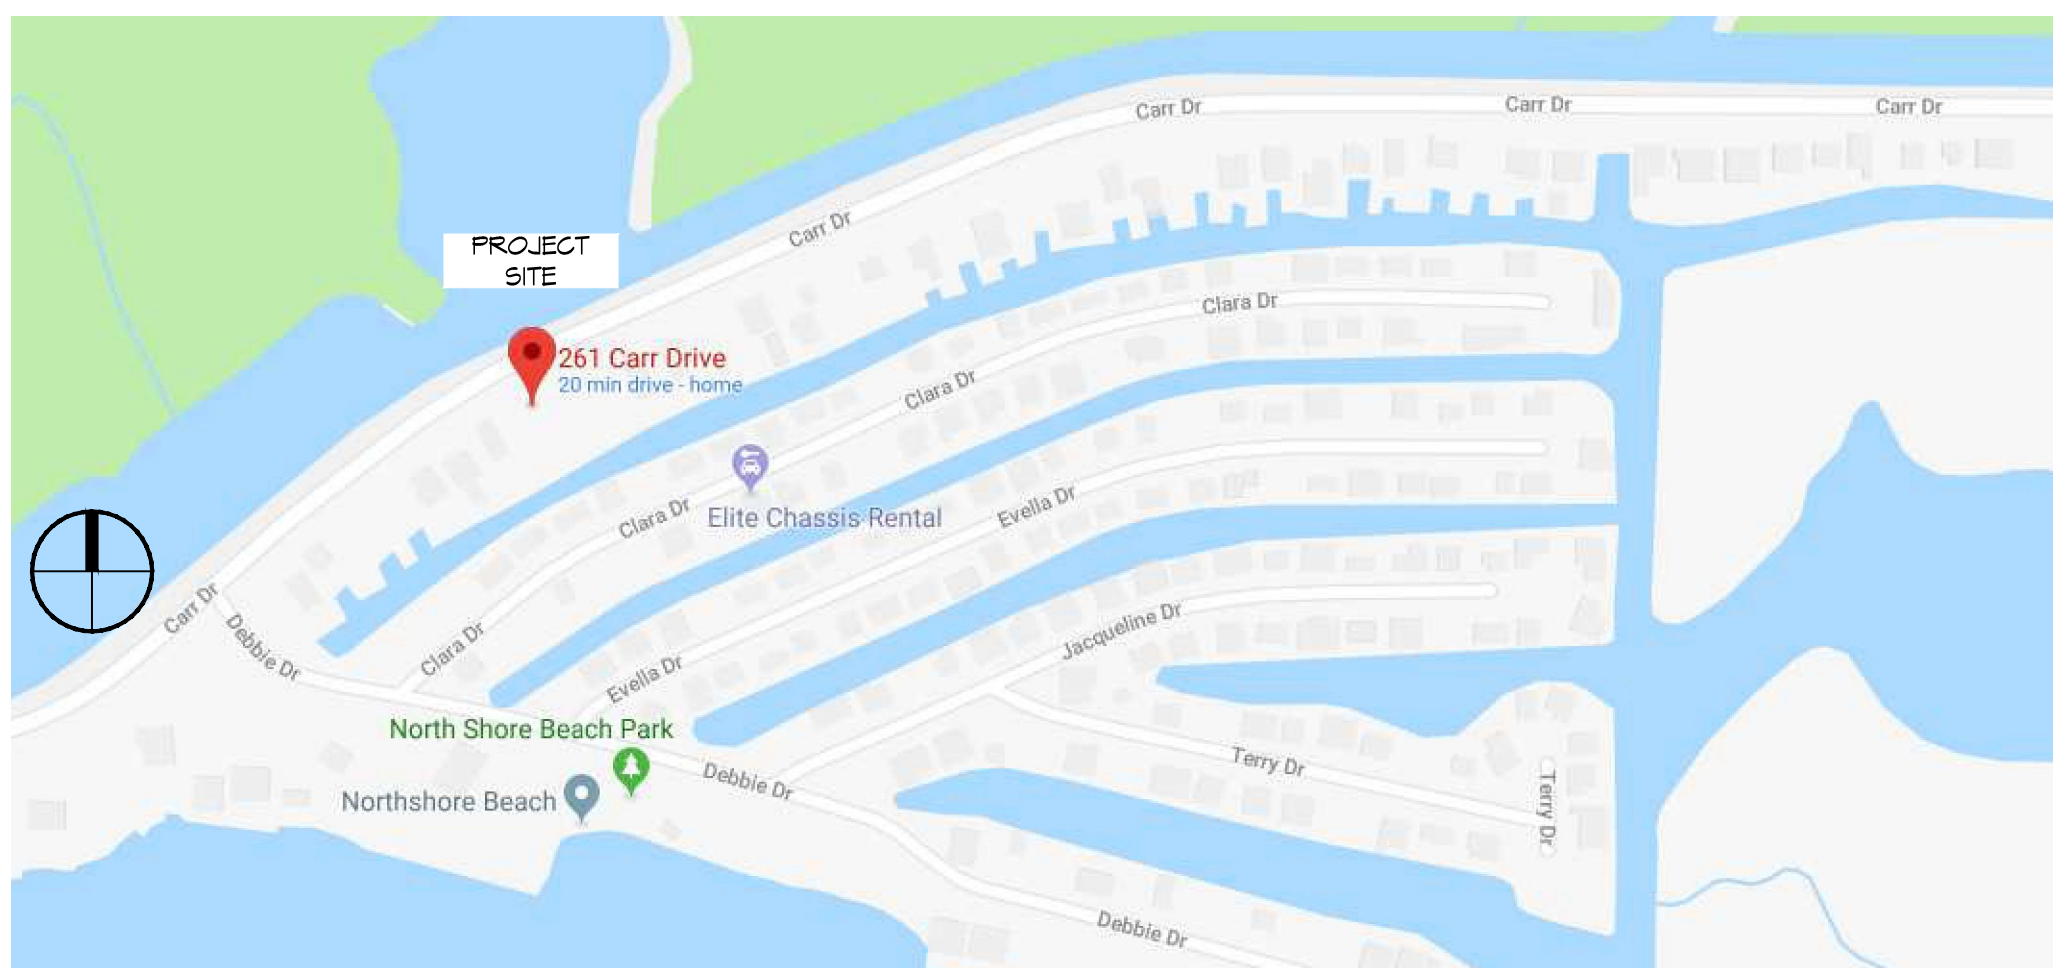 Carr Dr
Carr Dr
Carr Dr
Carr Dr
PROJECT
SITE
Clara Dr
261 Carr Drive
20 min drive - home
Clara Dr
Clara Dr
Elite Chassis Rental
Evella Dr
Carr Dr
Debbie Dr
Clara Dr
Evella Dr
Jacqueline Dr
North Shore Beach Park
Northshore Beach
Debbie Dr
Terry Dr
Terry Dr
Debbie Dr